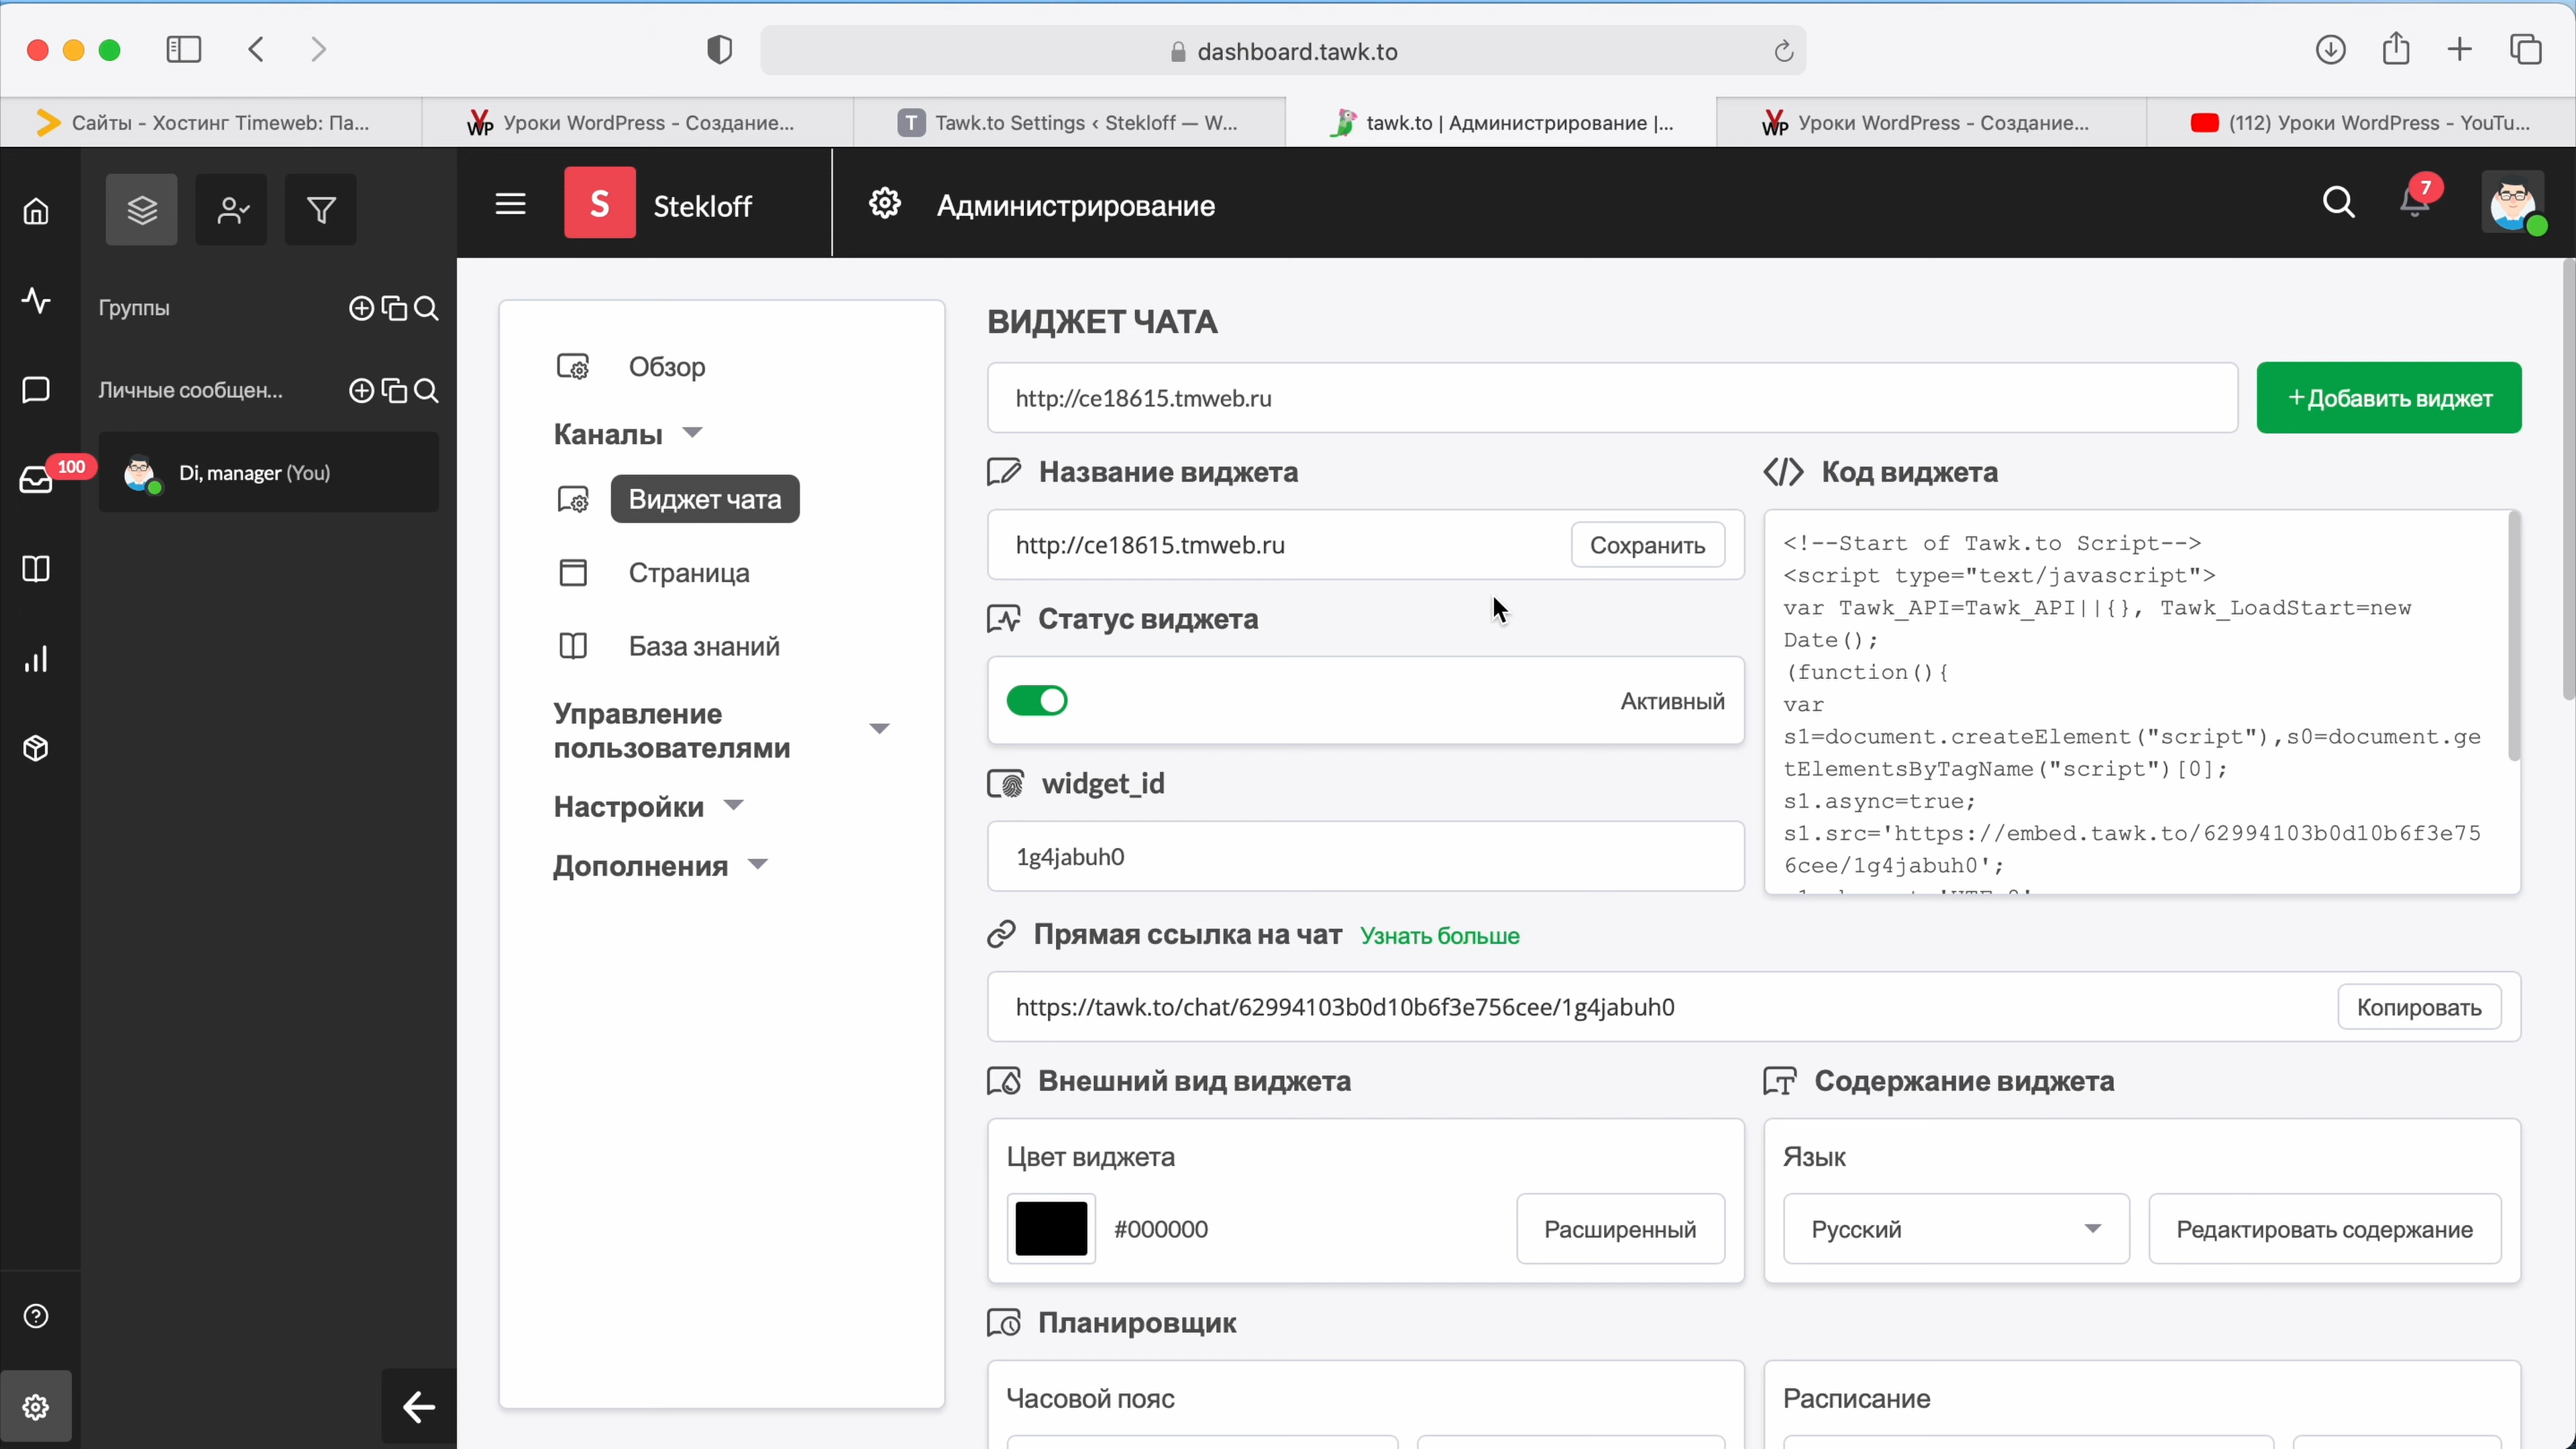 dashboard.tawk.to
Сайты - Хостинг Timeweb: Па...
Уроки WordPress - Создание...
T Tawk.to Settings ‹ Stekloff — W...
tawk.to | Администрирование |...
Уроки WordPress - Создание...
(112) Уроки WordPress - YouTu...
S Stekloff
Администрирование
7
Группы
Личные сообщен...
100
Di, manager (You)
Обзор
Каналы
Виджет чата
Страница
База знаний
Управление
пользователями
Настройки
Дополнения
ВИДЖЕТ ЧАТА
http://ce18615.tmweb.ru
+Добавить виджет
Название виджета
http://ce18615.tmweb.ru
Сохранить
Статус виджета
Активный
widget_id
1g4jabuh0
Код виджета
<!--Start of Tawk.to Script-->
<script type="text/javascript">
var Tawk_API=Tawk_API||{}, Tawk_LoadStart=new
Date();
(function(){
var
s1=document.createElement("script"),s0=document.ge
tElementsByTagName("script")[0];
s1.async=true;
s1.src='https://embed.tawk.to/62994103b0d10b6f3e75
6cee/1g4jabuh0';
Прямая ссылка на чат Узнать больше
https://tawk.to/chat/62994103b0d10b6f3e756cee/1g4jabuh0
Копировать
Внешний вид виджета
Цвет виджета
#000000
Расширенный
Содержание виджета
Язык
Русский
Редактировать содержание
Планировщик
Часовой пояс
Расписание